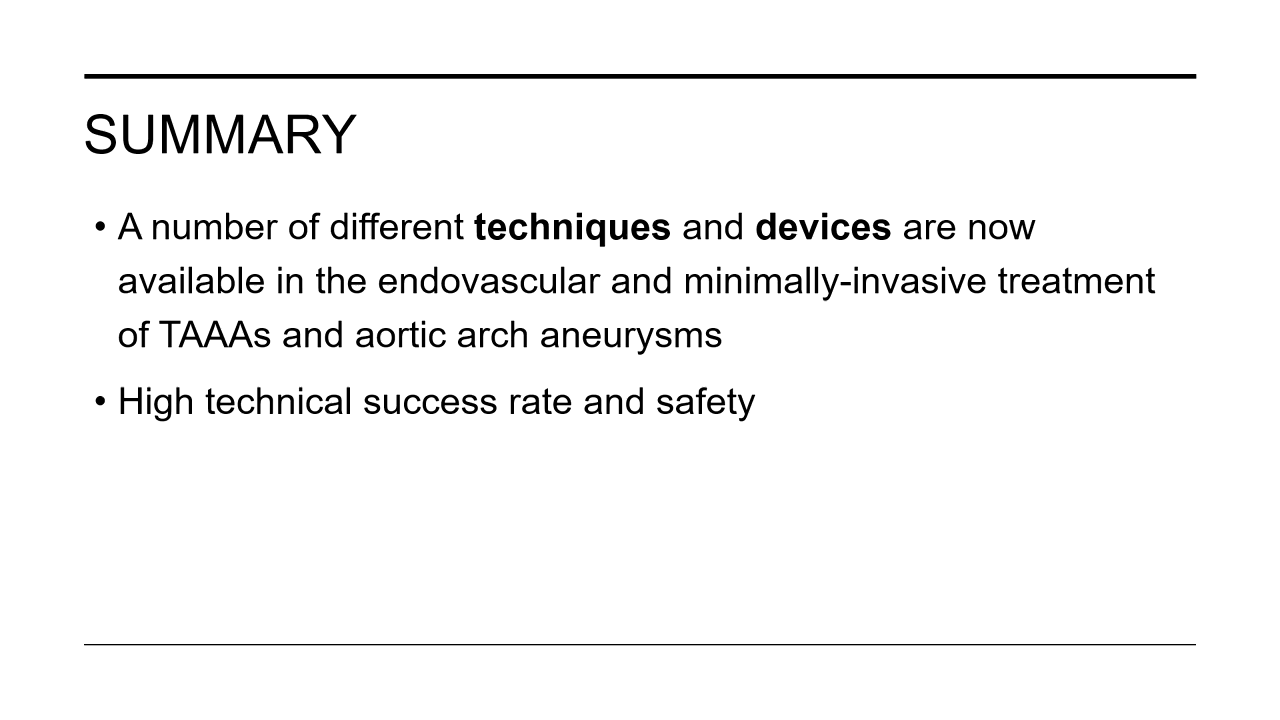 SUMMARY
• A number of different techniques and devices are now
available in the endovascular and minimally-invasive treatment
of TAAAs and aortic arch aneurysms
• High technical success rate and safety